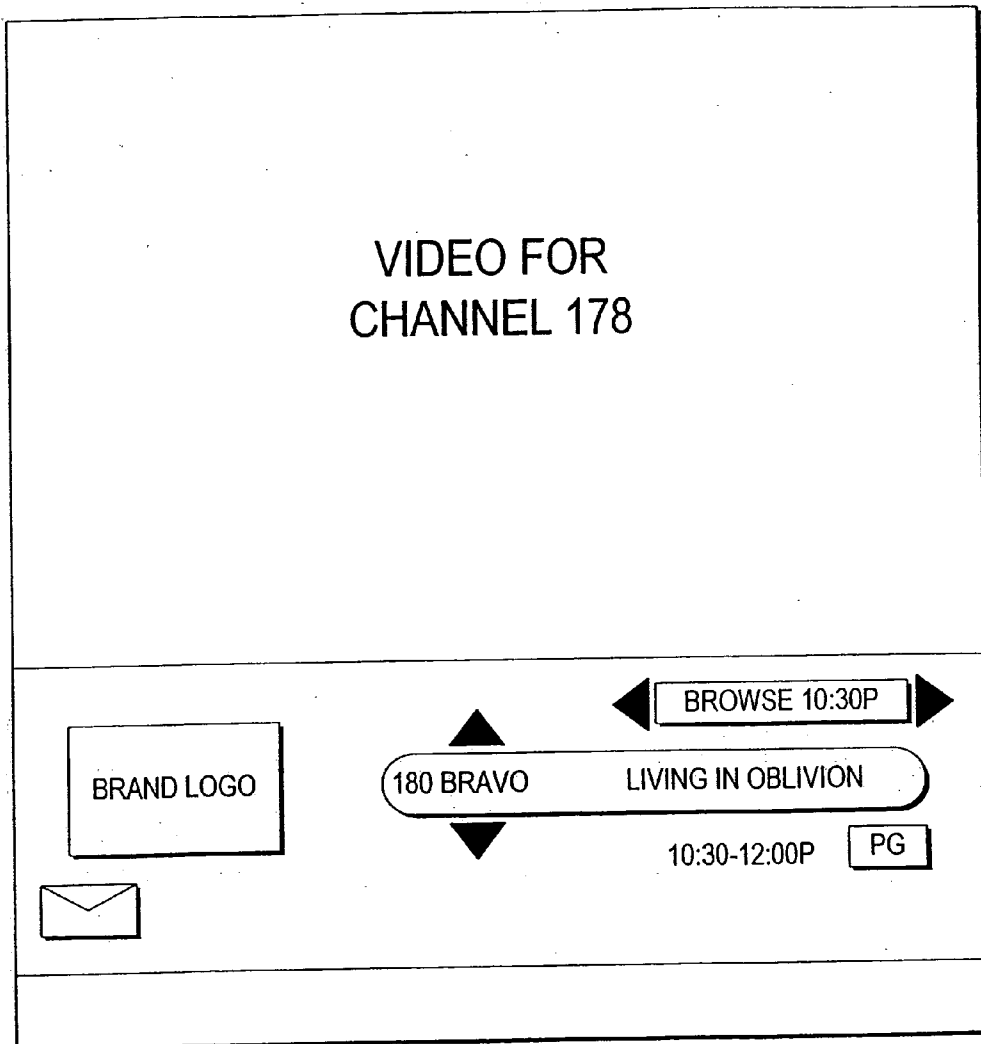 VIDEO FOR
CHANNEL 178
BROWSE 10:30P
BRAND LOGO
180 BRAVO LIVING IN OBLIVION
10:30-12:00P PG